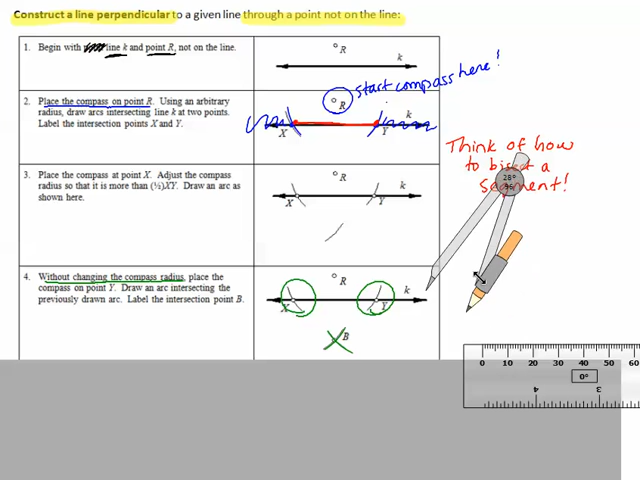 Construct a line perpendicular to a given line through a point not on the line:
1. Begin with line k and point R, not on the line.
R
k
2. Place the compass on point R. Using an arbitrary
radius, draw arcs intersecting line k at two points.
Label the intersection points X and Y.
start compass here!
R
k
X
Y
Think of how
to bisect a
segment!
28°
3. Place the compass at point X. Adjust the compass
radius so that it is more than (½)XY. Draw an arc as
shown here.
R
k
X
Y
4. Without changing the compass radius, place the
compass on point Y. Draw an arc intersecting the
previously drawn arc. Label the intersection point B.
R
k
X
Y
B
0 10 20 30 40 50 60
0°
4 3